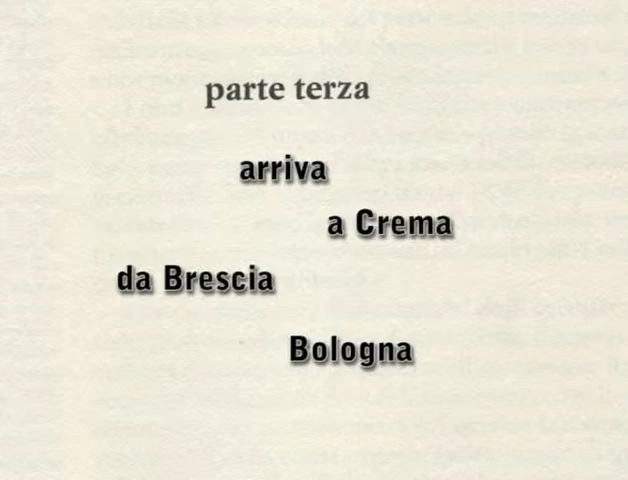 parte terza
arriva
a Crema
da Brescia
Bologna